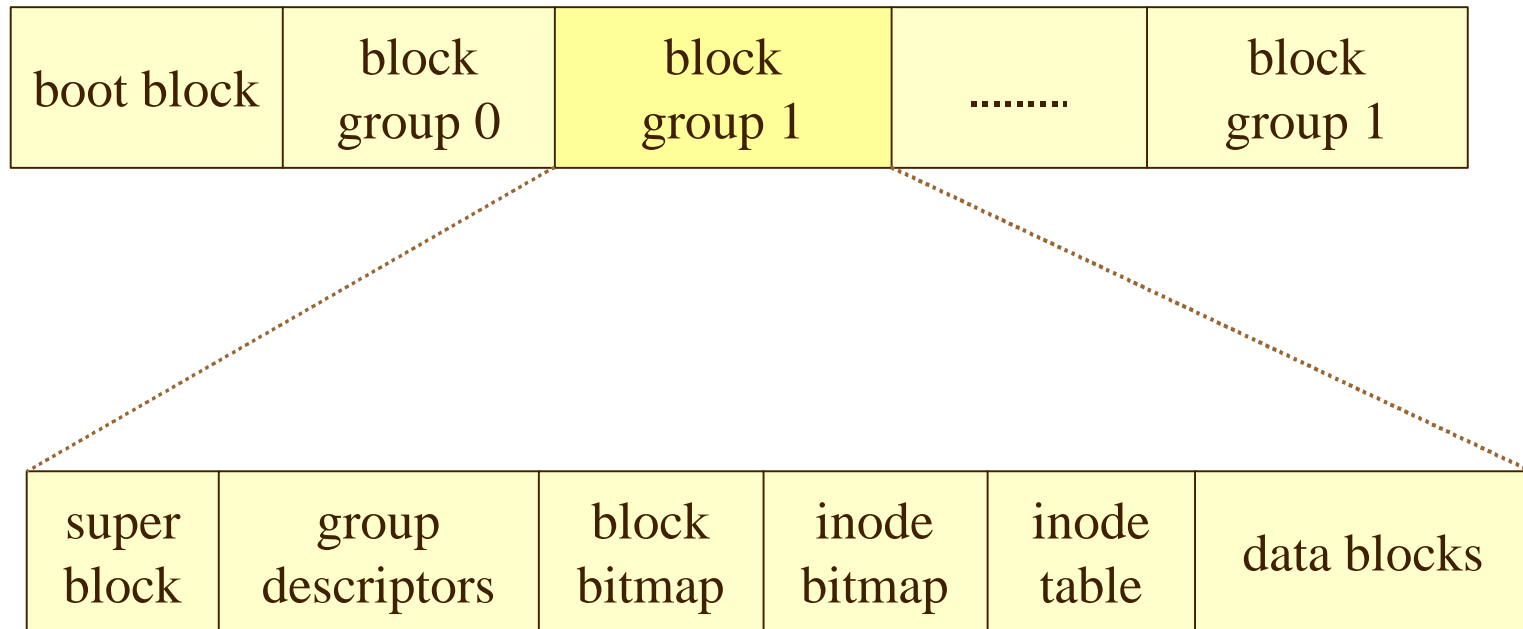 boot block
block
group 0
block
group 1
..........
block
group 1
super
block
group
descriptors
block
bitmap
inode
bitmap
inode
table
data blocks